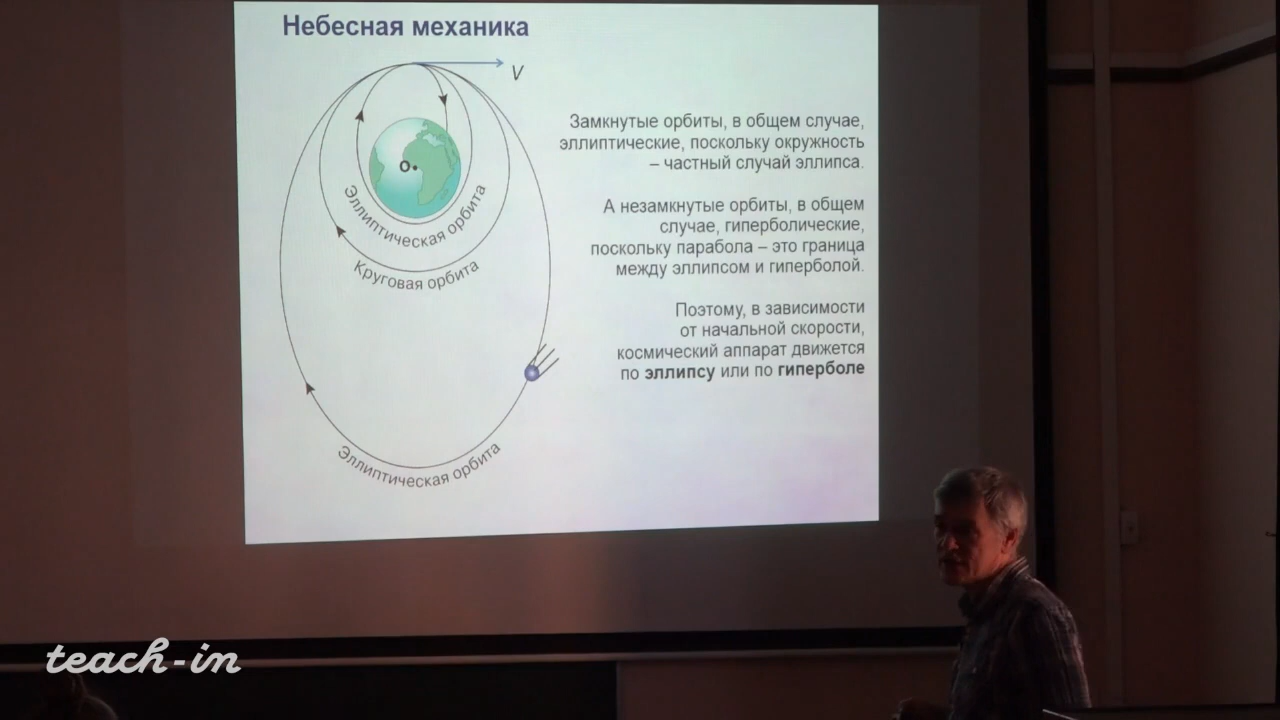 Небесная механика
V
О
Эллиптическая орбита
Круговая орбита
Эллиптическая орбита
Замкнутые орбиты, в общем случае,
эллиптические, поскольку окружность
– частный случай эллипса.
А незамкнутые орбиты, в общем
случае, гиперболические,
поскольку парабола – это граница
между эллипсом и гиперболой.
Поэтому, в зависимости
от начальной скорости,
космический аппарат движется
по эллипсу или по гиперболе
teach-in